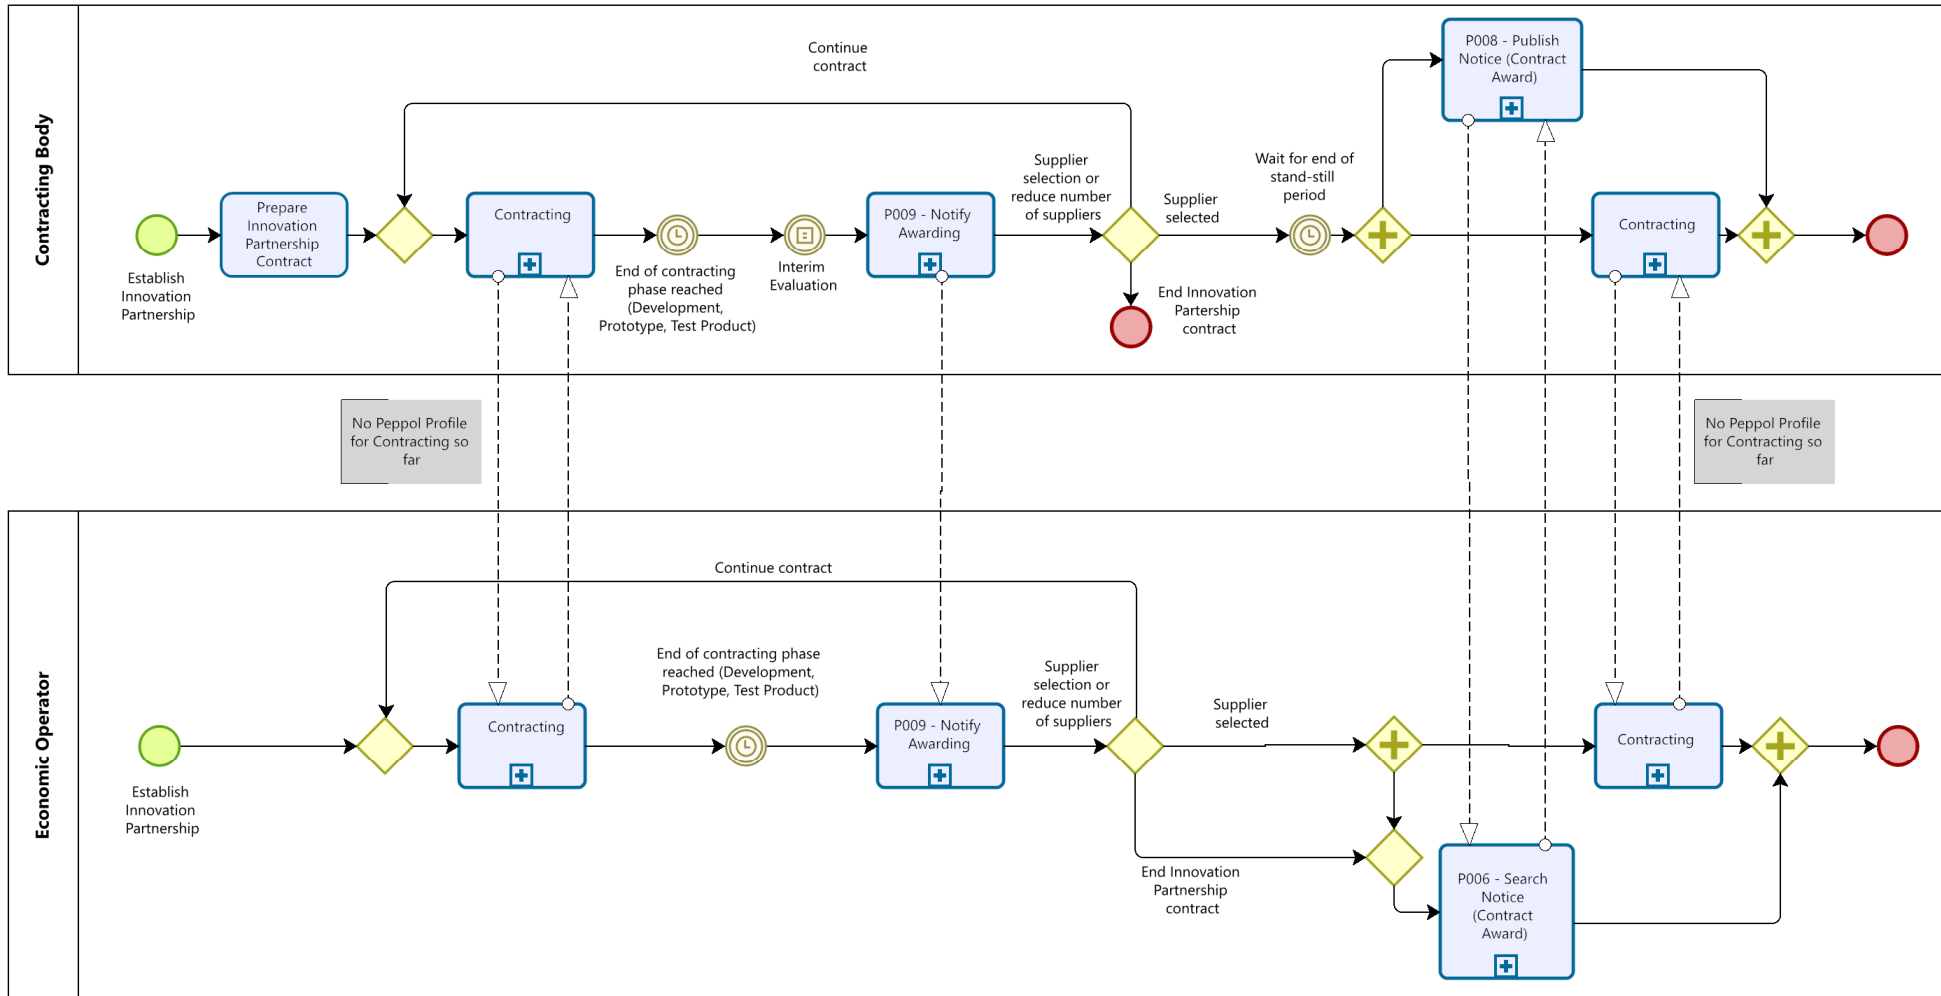 Contracting Body
Continue
contract
P008 - Publish
Notice (Contract
Award)
Prepare
Innovation
Partnership
Contract
Contracting
P009 - Notify
Awarding
Supplier
selection or
reduce number
of suppliers
Supplier
selected
Wait for end of
stand-still
period
Contracting
Establish
Innovation
Partnership
End of contracting
phase reached
(Development,
Prototype, Test Product)
Interim
Evaluation
End Innovation
Partership
contract
No Peppol Profile
for Contracting so
far
No Peppol Profile
for Contracting so
far
Economic Operator
Continue contract
End of contracting phase
reached (Development,
Prototype, Test Product)
Supplier
selection or
reduce number
of suppliers
Supplier
selected
Contracting
P009 - Notify
Awarding
Contracting
Establish
Innovation
Partnership
End Innovation
Partnership
contract
P006 - Search
Notice
(Contract
Award)